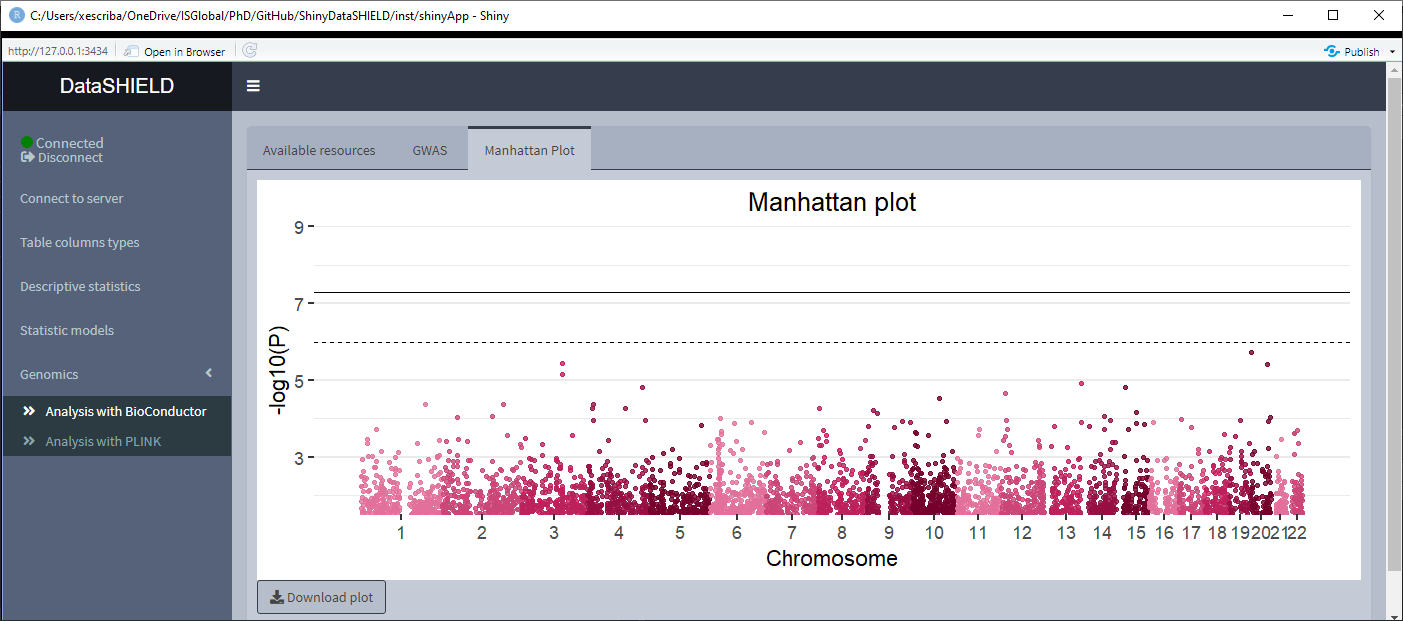 C:/Users/xescriba/OneDrive/ISGlobal/PhD/GitHub/ShinyDataSHIELD/inst/shinyApp - Shiny
http://127.0.0.1:3434 Open in Browser Publish
DataSHIELD
Connected
Disconnect
Connect to server
Table columns types
Descriptive statistics
Statistic models
Genomics
Analysis with BioConductor
Analysis with PLINK
Available resources GWAS Manhattan Plot
Manhattan plot
9
7
5
3
-log10(P)
1 2 3 4 5 6 7 8 9 10 11 12 13 14 15 16 17 18 19 20 21 22
Chromosome
Download plot